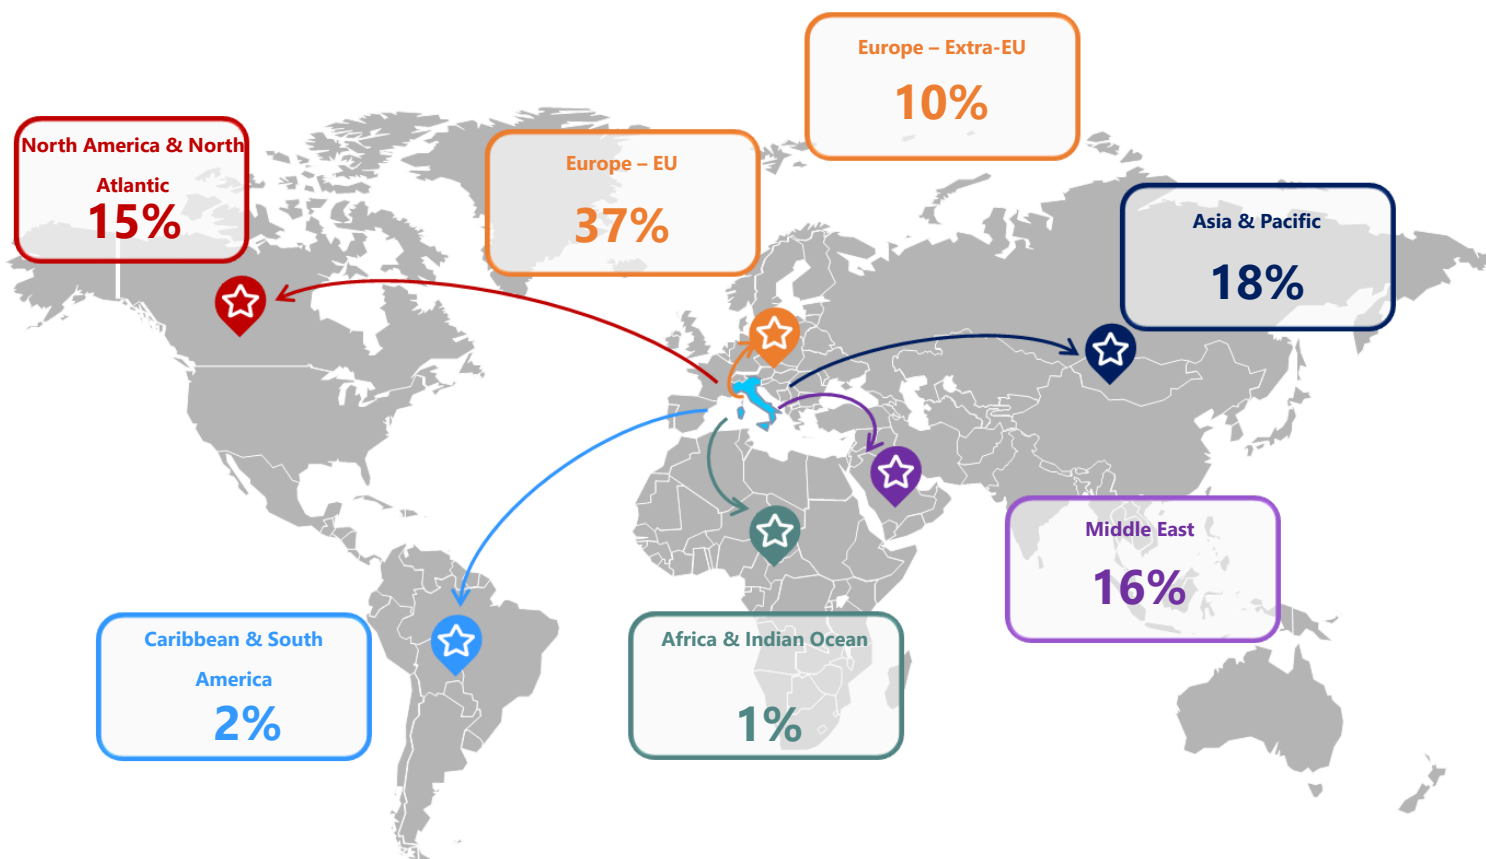 Europe – Extra-EU
10%
North America & North
Atlantic
15%
Europe – EU
37%
Asia & Pacific
18%
Middle East
16%
Caribbean & South
America
2%
Africa & Indian Ocean
1%